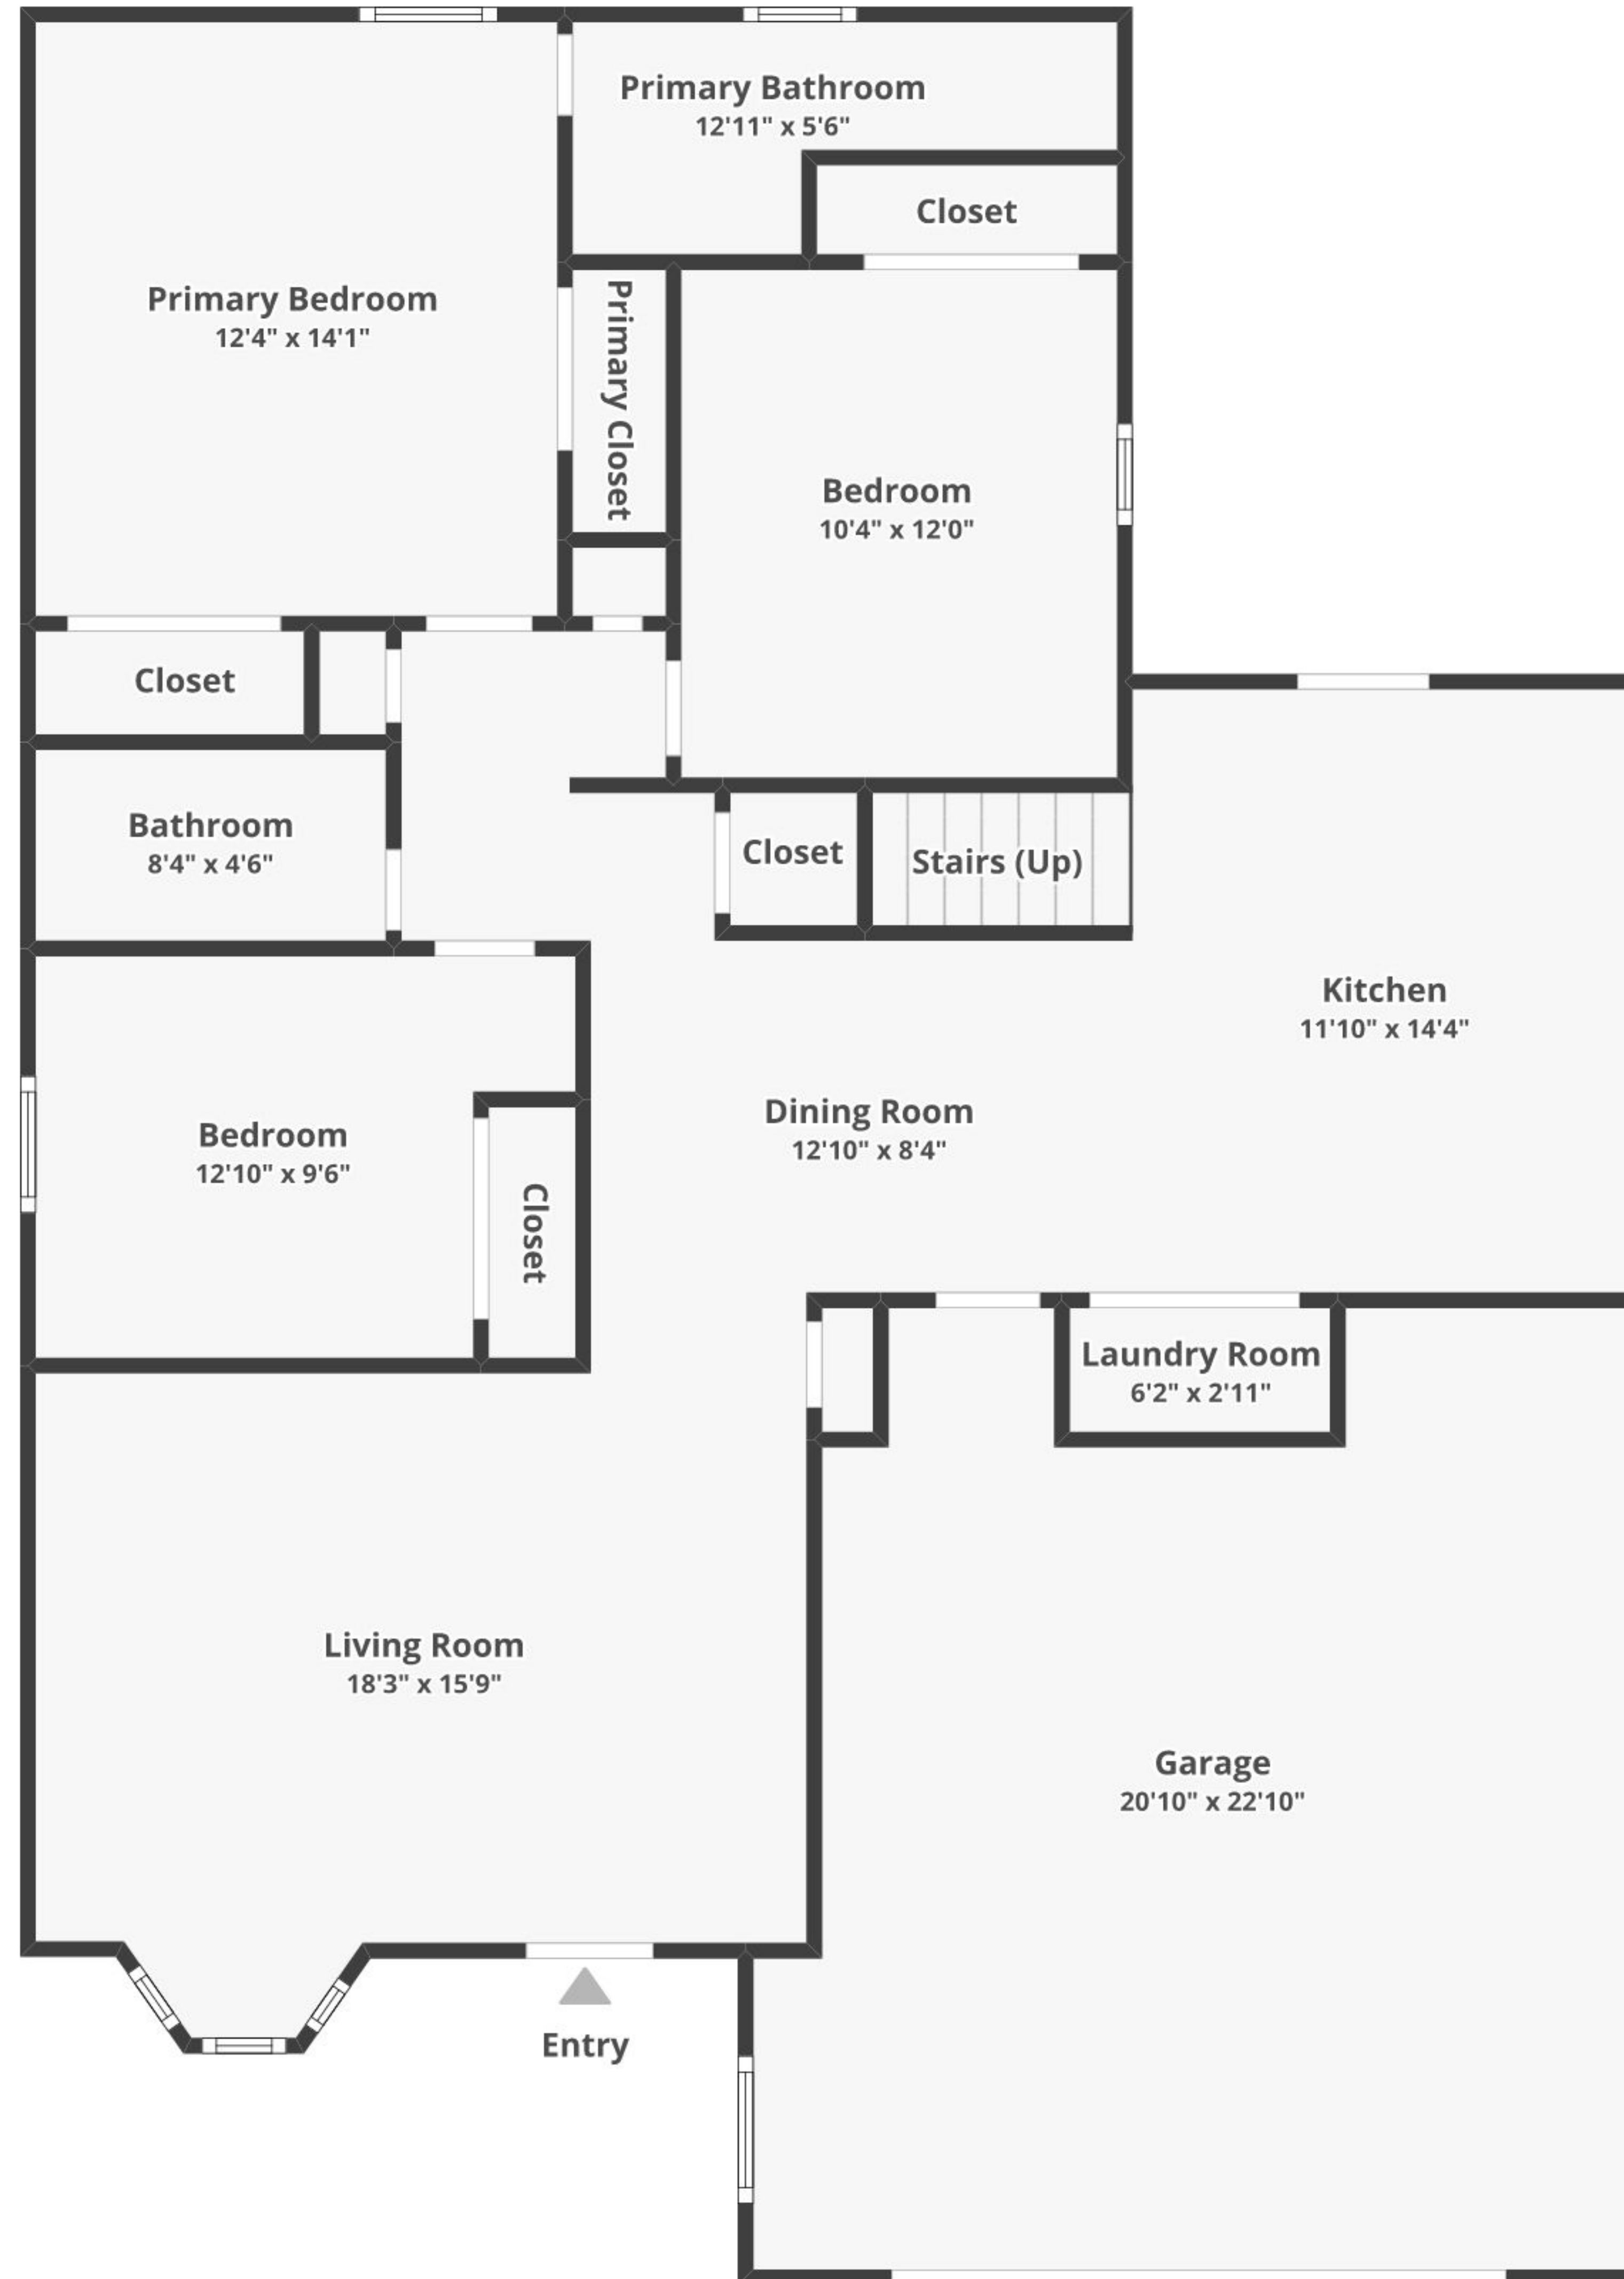 Primary Bathroom
12'11" x 5'6"
Closet
Primary Bedroom
12'4" x 14'1"
Primary Closet
Bedroom
10'4" x 12'0"
Closet
Bathroom
8'4" x 4'6"
Closet
Stairs (Up)
Kitchen
11'10" x 14'4"
Dining Room
12'10" x 8'4"
Bedroom
12'10" x 9'6"
Closet
Laundry Room
6'2" x 2'11"
Living Room
18'3" x 15'9"
Garage
20'10" x 22'10"
Entry